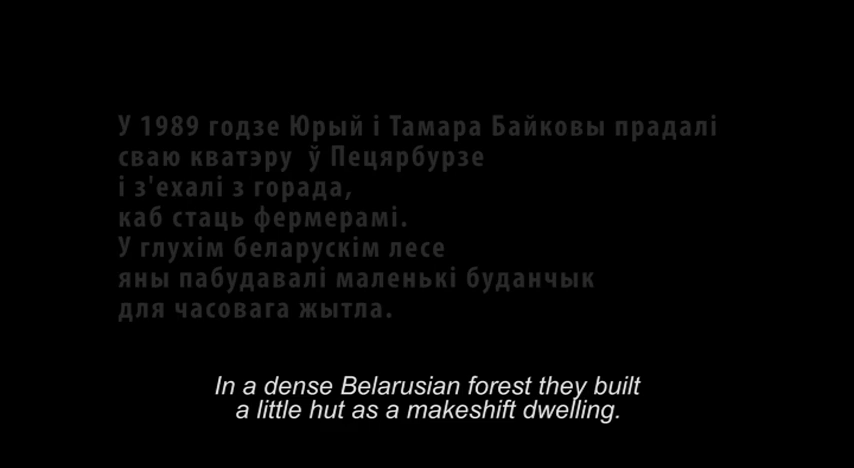 У 1989 годзе Юрый і Тамара Байковы прадалі
сваю кватэру ў Пецярбурзе
і з'ехалі з горада,
каб стаць фермерамі.
У глухім беларускім лесе
яны пабудавалі маленькі буданчык
для часовага жытла.
In a dense Belarusian forest they built
a little hut as a makeshift dwelling.